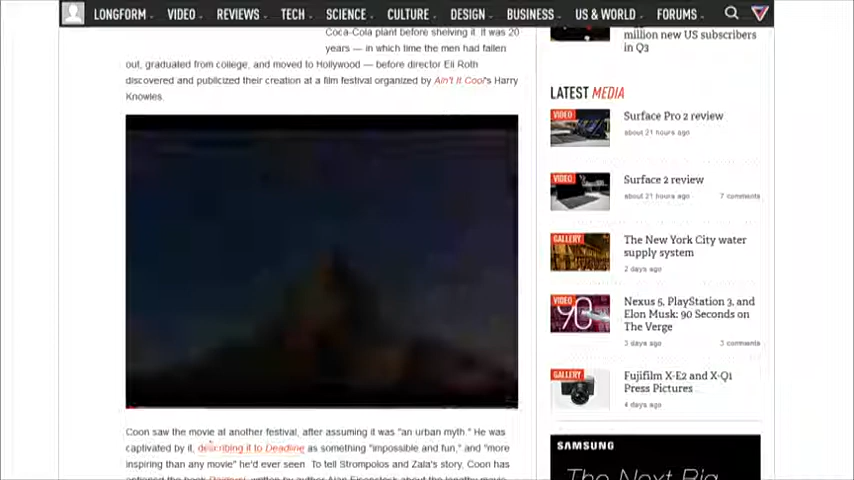 LONGFORM VIDEO REVIEWS TECH SCIENCE CULTURE DESIGN BUSINESS US & WORLD FORUMS
Coca-Cola plant before shelving it. It was 20
years — in which time the men had fallen
out, graduated from college, and moved to Hollywood — before director Eli Roth
discovered and publicized their creation at a film festival organized by Ain't It Cool's Harry
Knowles.
Coon saw the movie at another festival, after assuming it was "an urban myth." He was
captivated by it, describing it to Deadline as something "impossible and fun," and "more
inspiring than any movie" he'd ever seen. To tell Strompolos and Zala's story, Coon has
million new US subscribers
in Q3
LATEST MEDIA
VIDEO
Surface Pro 2 review
about 21 hours ago
VIDEO
Surface 2 review
about 21 hours ago 7 comments
GALLERY
The New York City water
supply system
2 days ago
VIDEO
90
Nexus 5, PlayStation 3, and
Elon Musk: 90 Seconds on
The Verge
3 days ago 3 comments
GALLERY
Fujifilm X-E2 and X-Q1
Press Pictures
4 days ago
SAMSUNG
The Next Big